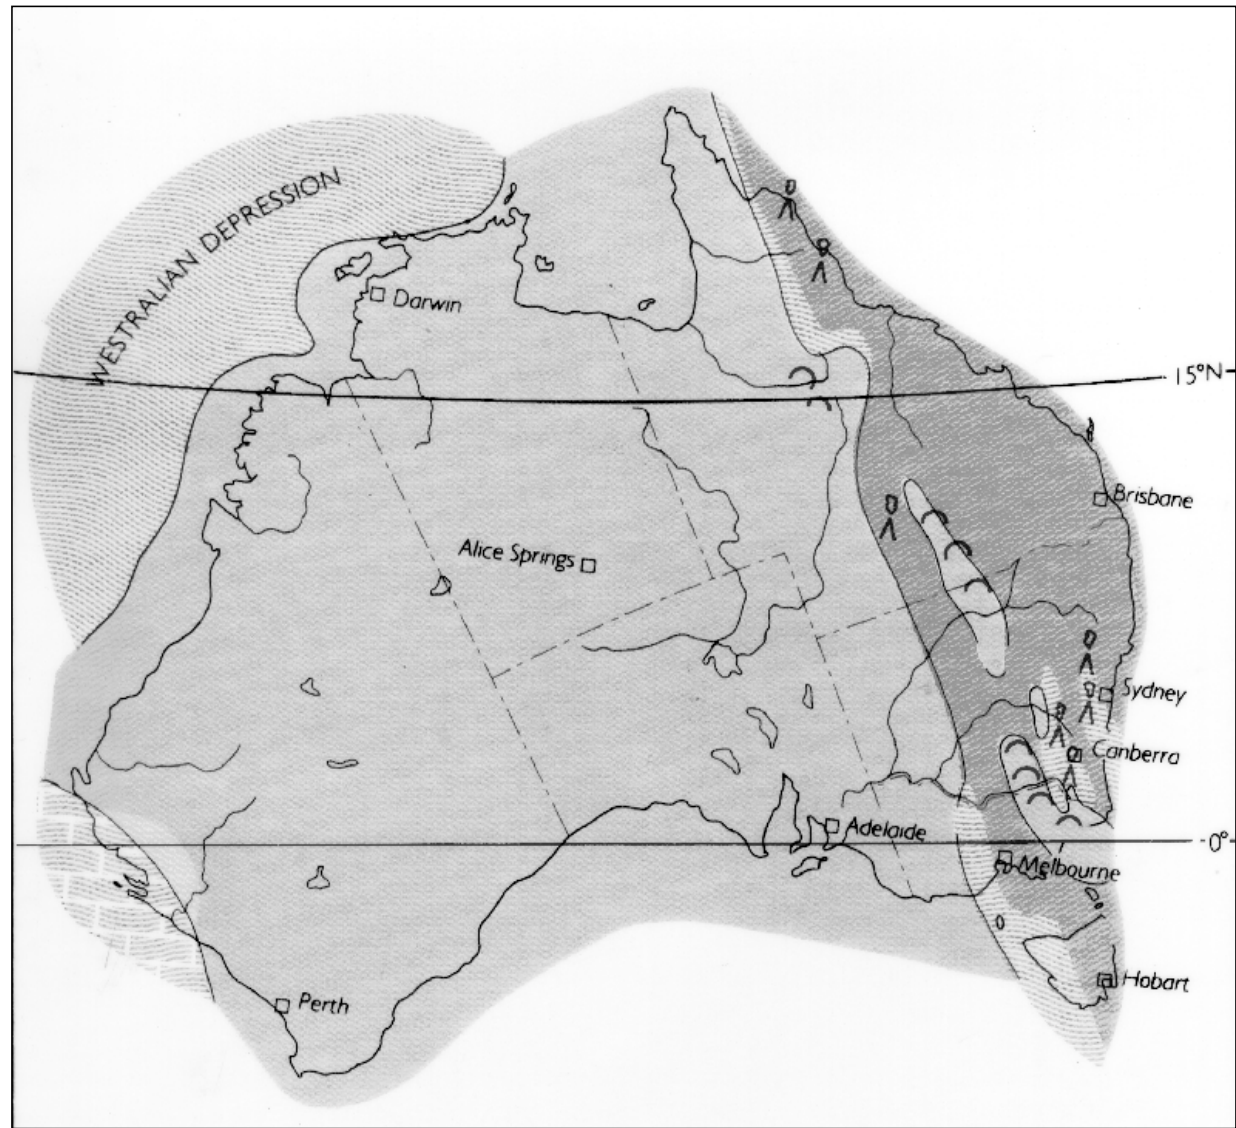 WESTRALIAN DEPRESSION
Darwin
15°N
Brisbane
Alice Springs
Sydney
Canberra
Adelaide
0°
Melbourne
Hobart
Perth